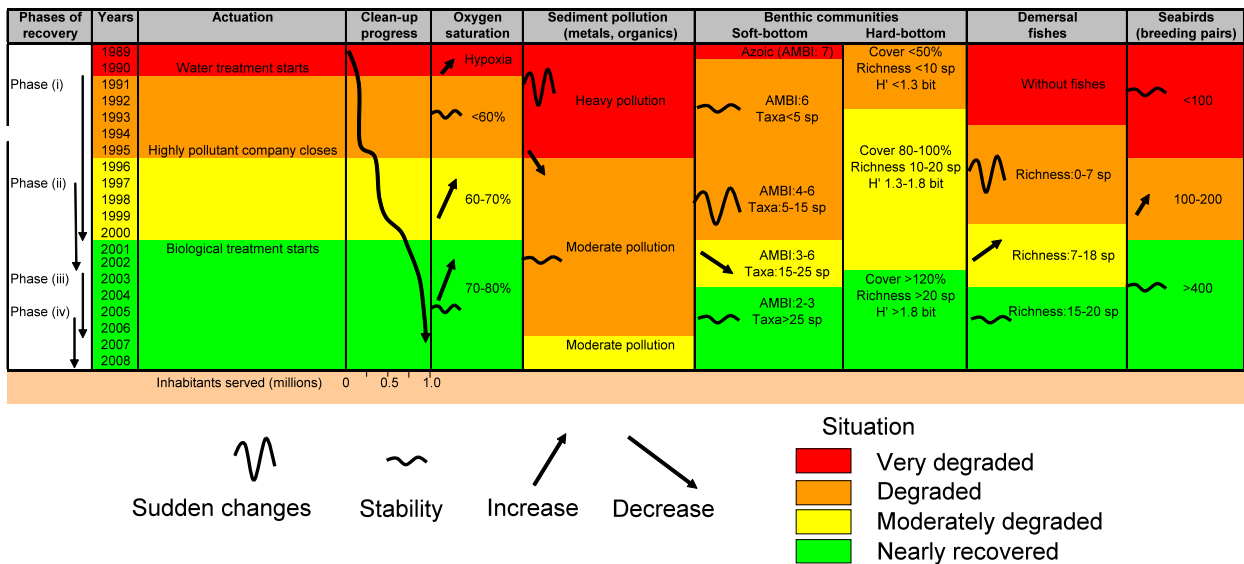 Phases of recovery
Years
Actuation
Clean-up progress
Oxygen saturation
Sediment pollution (metals, organics)
Benthic communities
Soft-bottom
Hard-bottom
Demersal fishes
Seabirds (breeding pairs)
Phase (i)
Phase (ii)
Phase (iii)
Phase (iv)
1989
1990
1991
1992
1993
1994
1995
1996
1997
1998
1999
2000
2001
2002
2003
2004
2005
2006
2007
2008
Water treatment starts
Highly pollutant company closes
Biological treatment starts
Hypoxia
<60%
60-70%
70-80%
Heavy pollution
Moderate pollution
Moderate pollution
Azoic (AMBI: 7)
AMBI:6
Taxa<5 sp
AMBI:4-6
Taxa:5-15 sp
AMBI:3-6
Taxa:15-25 sp
AMBI:2-3
Taxa>25 sp
Cover <50%
Richness <10 sp
H' <1.3 bit
Cover 80-100%
Richness 10-20 sp
H' 1.3-1.8 bit
Cover >120%
Richness >20 sp
H' >1.8 bit
Without fishes
Richness:0-7 sp
Richness:7-18 sp
Richness:15-20 sp
<100
100-200
>400
Inhabitants served (millions) 0 0.5 1.0
Sudden changes
Stability
Increase
Decrease
Situation
Very degraded
Degraded
Moderately degraded
Nearly recovered